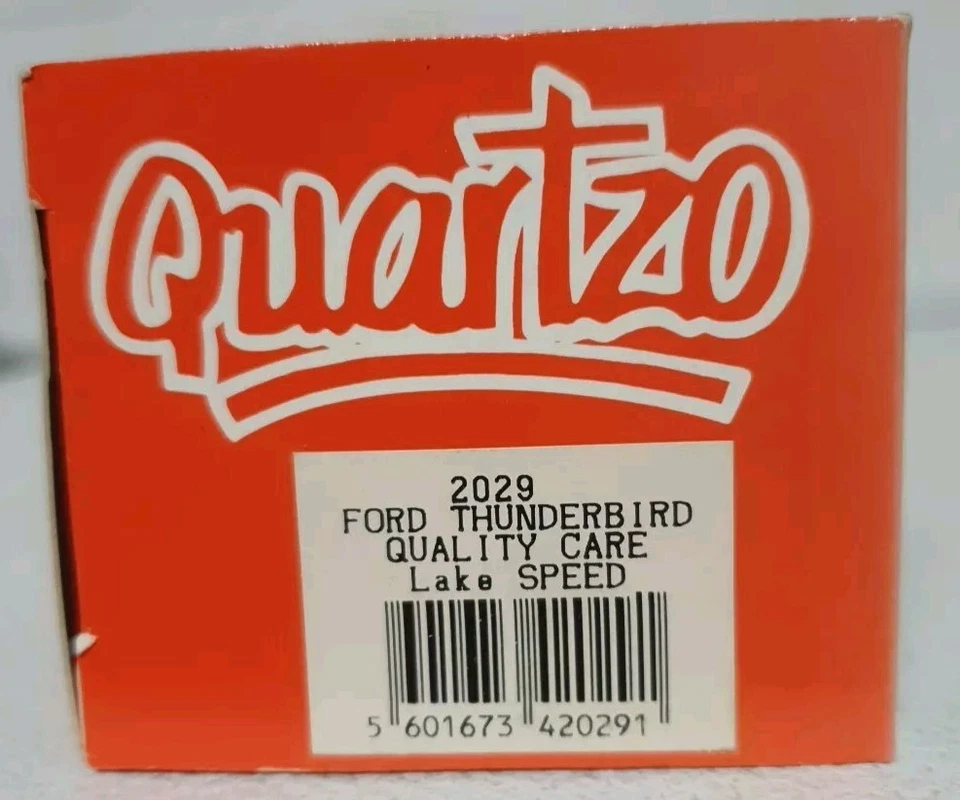 Quartzo
2029
FORD THUNDERBIRD
QUALITY CARE
Lake SPEED
5 601673 420291